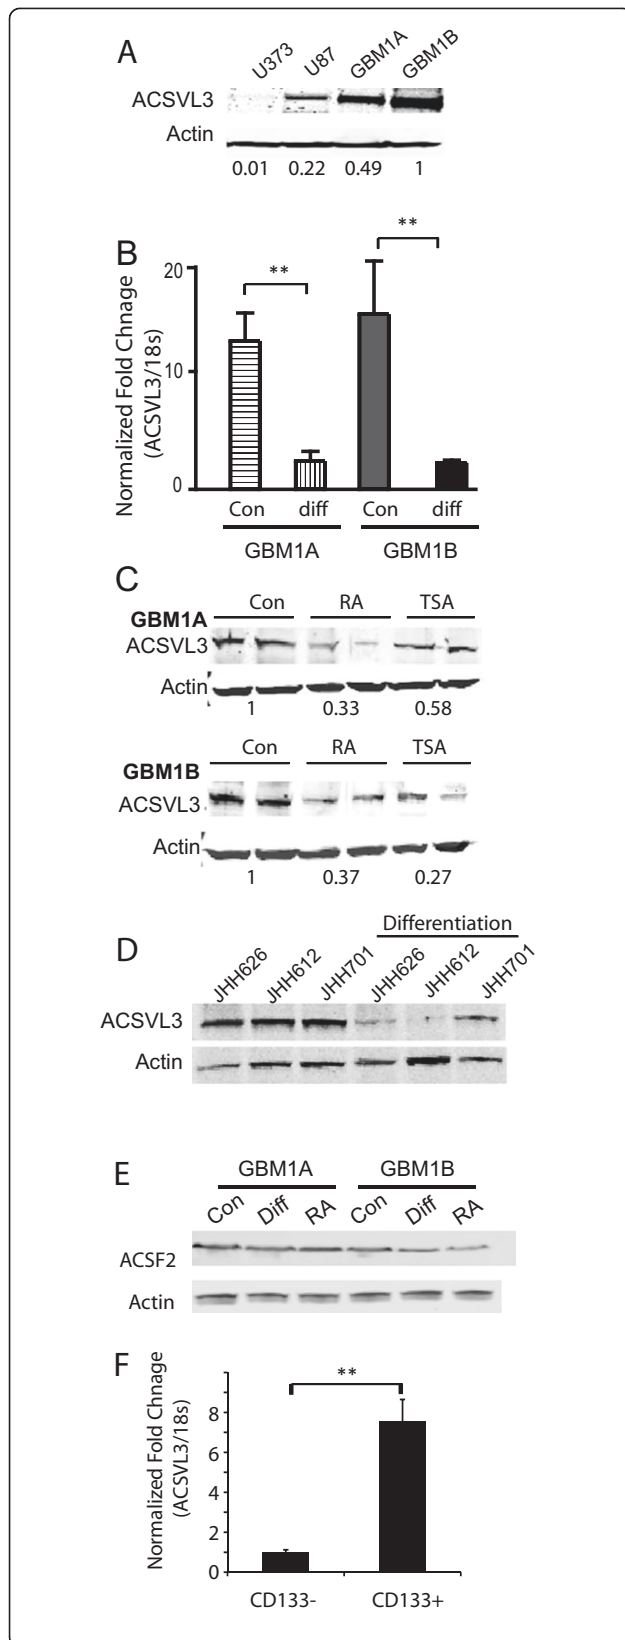 A
U373 U87 GBM1A GBM1B
ACSVL3
Actin
0.01 0.22 0.49 1
B
Normalized Fold Chnage
(ACSVL3/18s)
20
10
0
** **
Con diff Con diff
GBM1A GBM1B
C
Con RA TSA
GBM1A
ACSVL3
Actin
1 0.33 0.58
Con RA TSA
GBM1B
ACSVL3
Actin
1 0.37 0.27
D
Differentiation
JHH626 JHH612 JHH701 JHH626 JHH612 JHH701
ACSVL3
Actin
E
GBM1A GBM1B
Con Diff RA Con Diff RA
ACSF2
Actin
F
Normalized Fold Chnage
(ACSVL3/18s)
**
8
6
4
2
0
CD133- CD133+